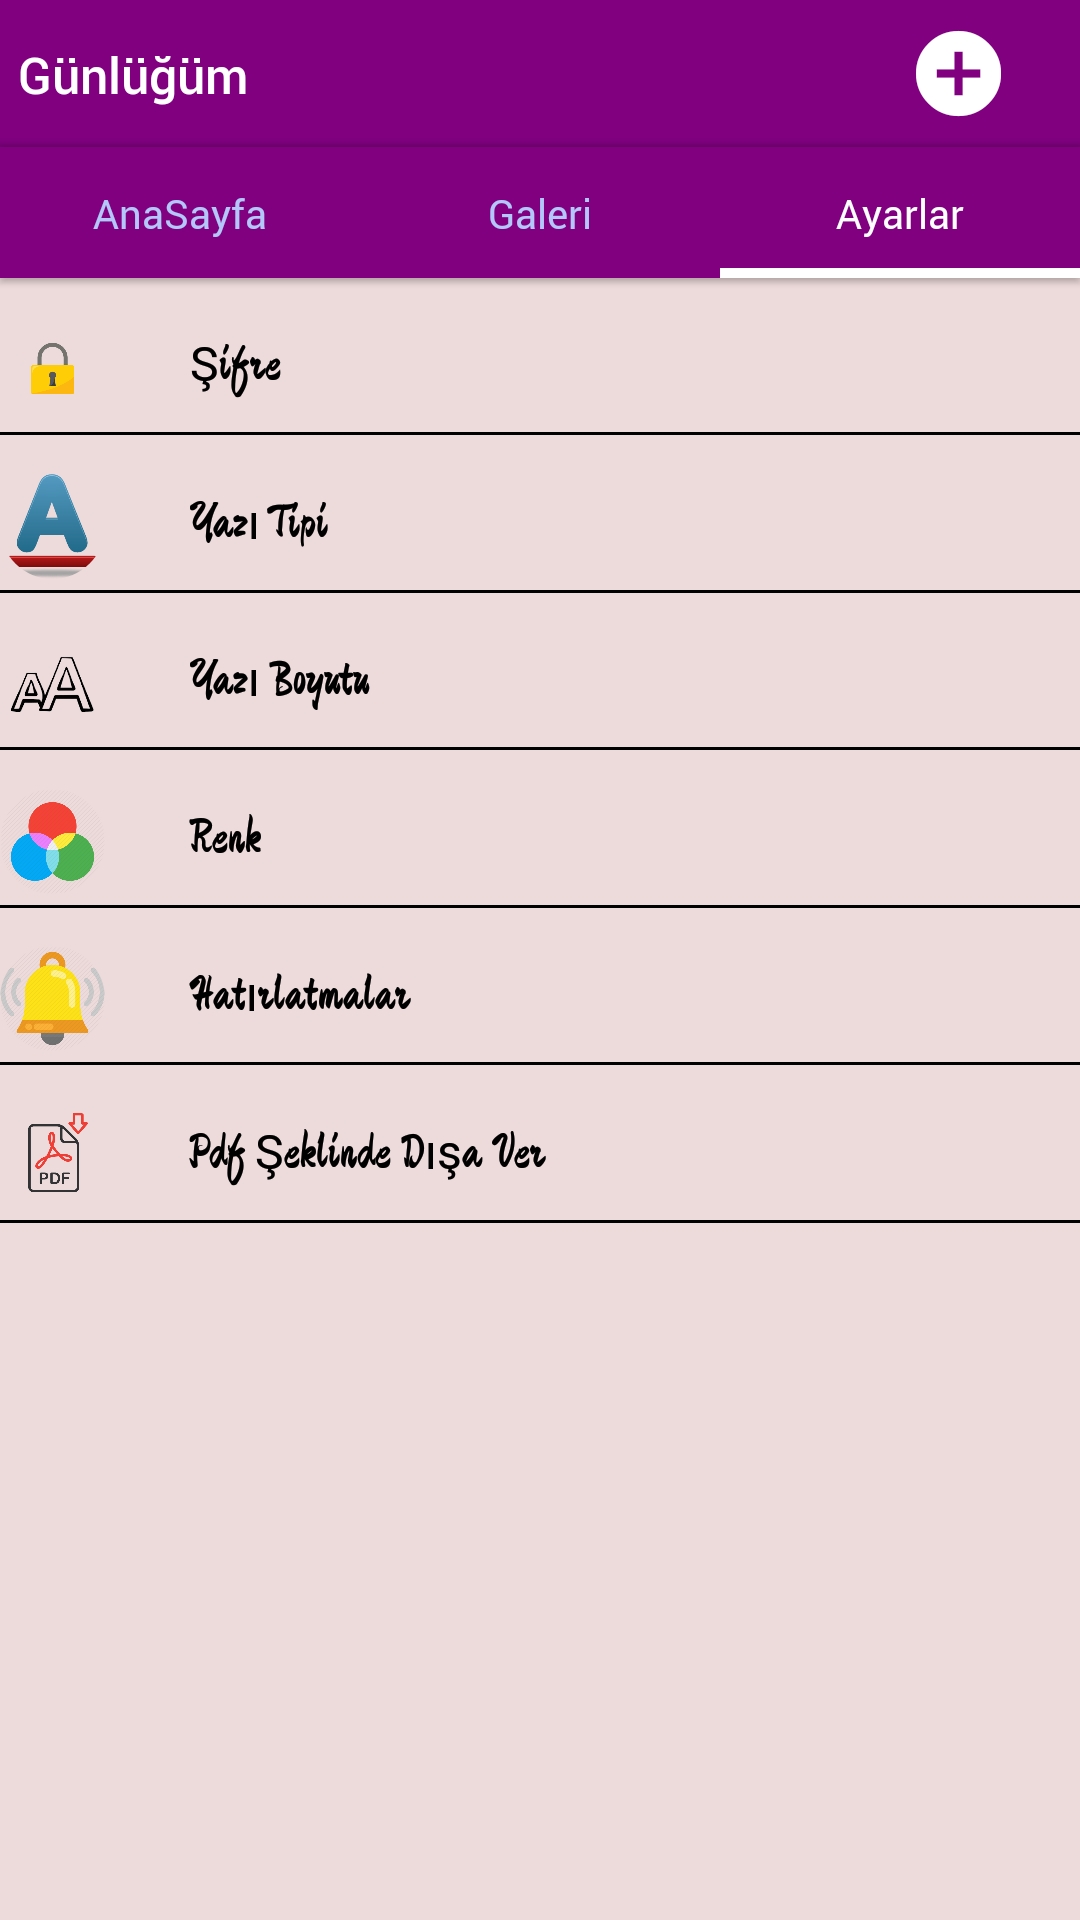 Günlüğüm
AnaSayfa Galeri Ayarlar
Şifre
Yazı Tipi
Yazı Boyutu
Renk
Hatırlatmalar
PDF
Pdf Şeklinde Dışa Ver